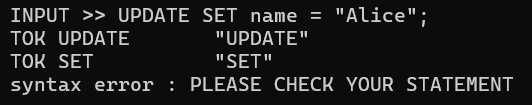 INPUT >> UPDATE SET name = "Alice";
TOK UPDATE "UPDATE"
TOK SET "SET"
syntax error : PLEASE CHECK YOUR STATEMENT